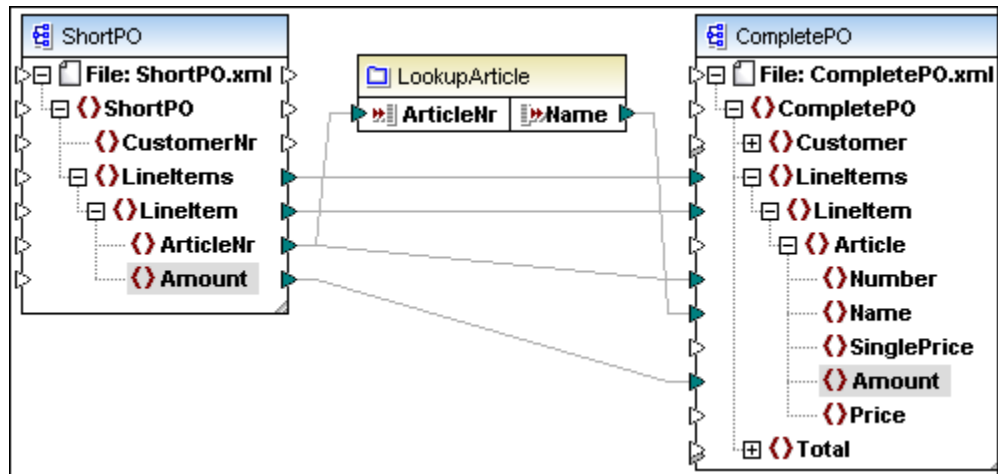 ShortPO
File: ShortPO.xml
ShortPO
CustomerNr
LineItems
LineItem
ArticleNr
Amount
LookupArticle
ArticleNr Name
CompletePO
File: CompletePO.xml
CompletePO
Customer
LineItems
LineItem
Article
Number
Name
SinglePrice
Amount
Price
Total